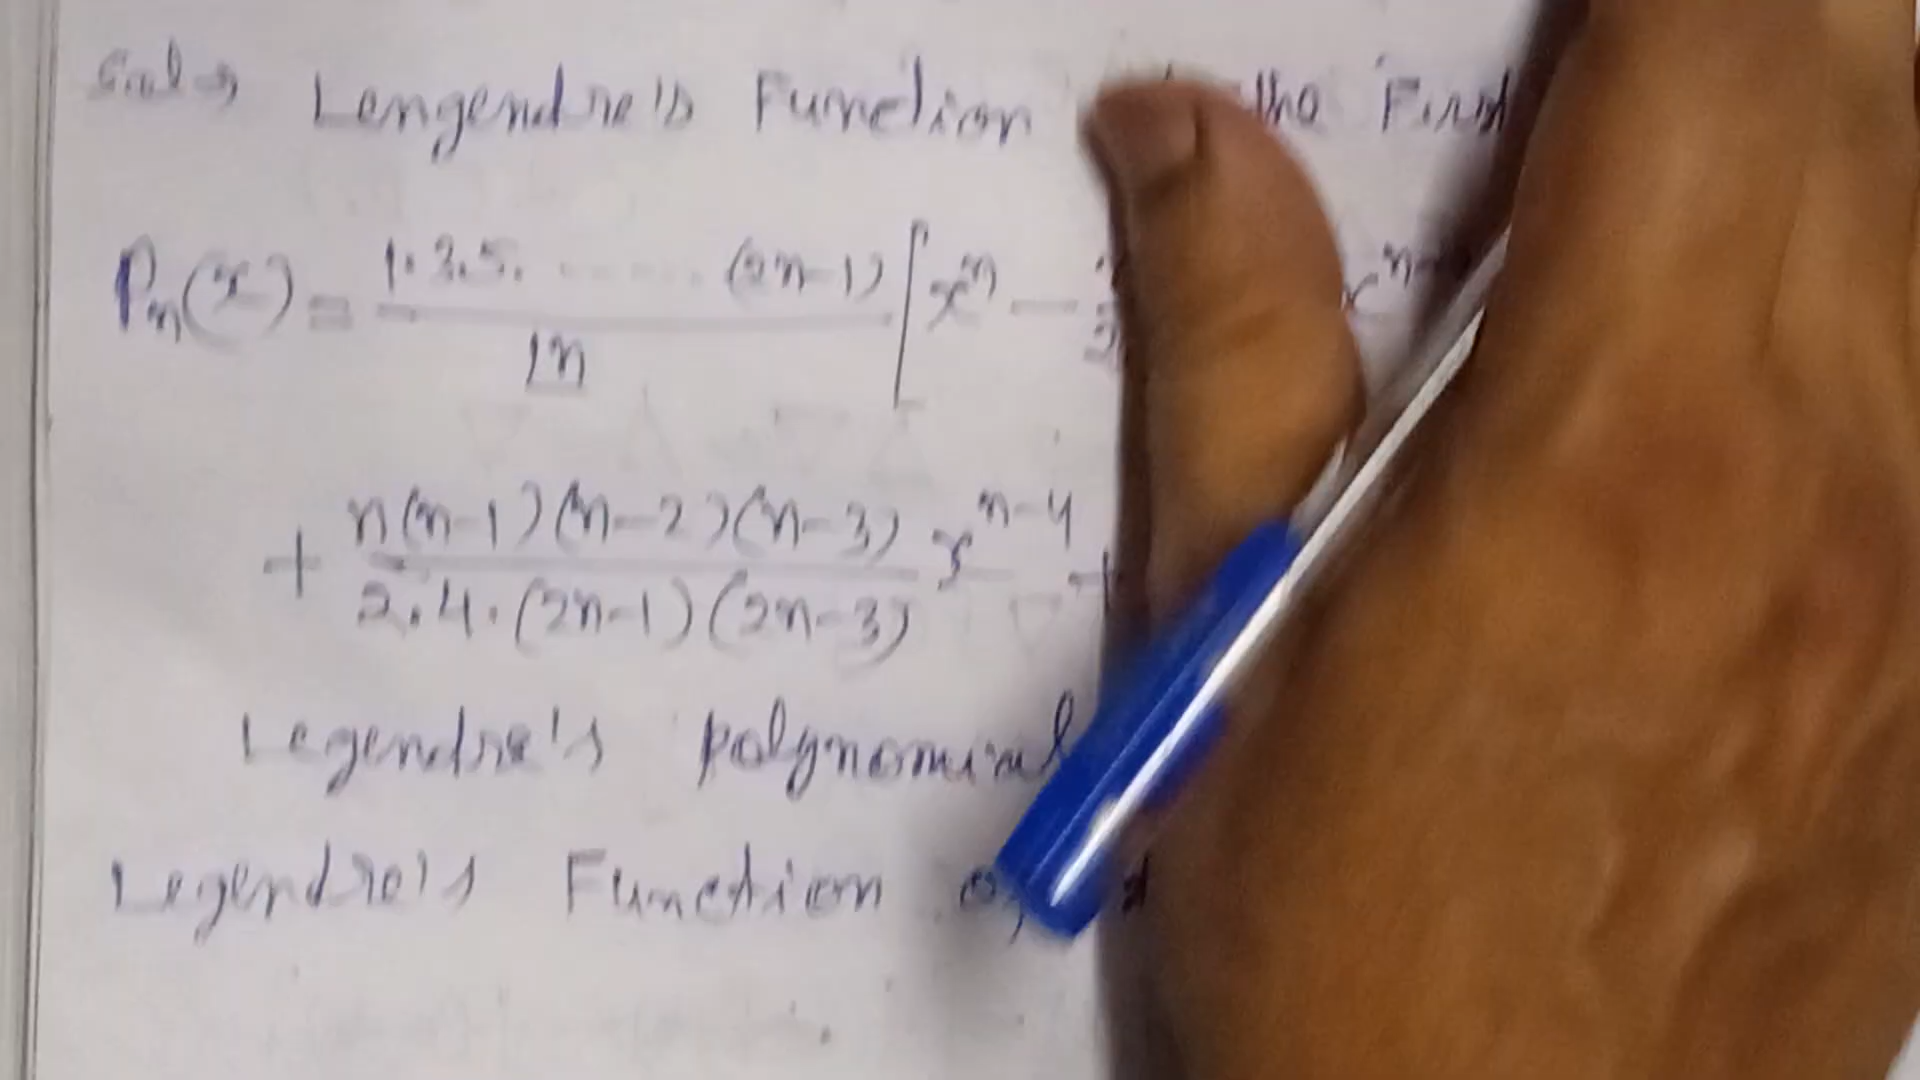 Sol → Lengendre's Function the First
Pn(x) = 1.3.5. ...... (2n-1) / |n [ x^n - x^n-
+ n(n-1)(n-2)(n-3) / 2.4.(2n-1)(2n-3) x^n-4 +
Legendre's polynomial
Legendre's Function of